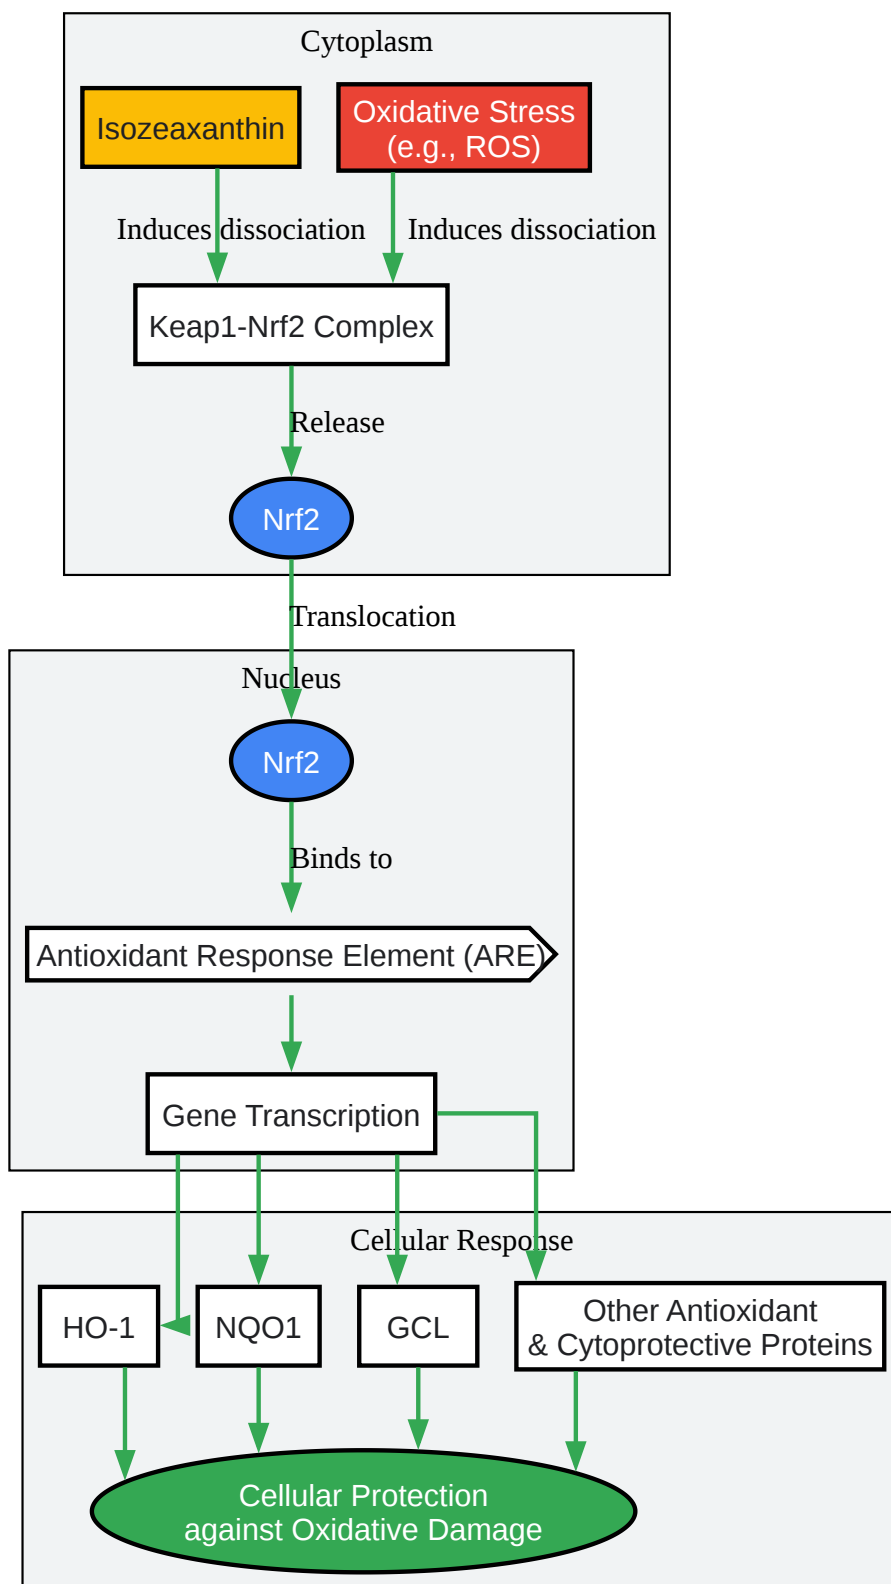 Cytoplasm
Isozeaxanthin
Oxidative Stress
(e.g., ROS)
Induces dissociation
Induces dissociation
Keap1-Nrf2 Complex
Release
Nrf2
Translocation
Nucleus
Nrf2
Binds to
Antioxidant Response Element (ARE)
Gene Transcription
Cellular Response
HO-1
NQO1
GCL
Other Antioxidant
& Cytoprotective Proteins
Cellular Protection
against Oxidative Damage